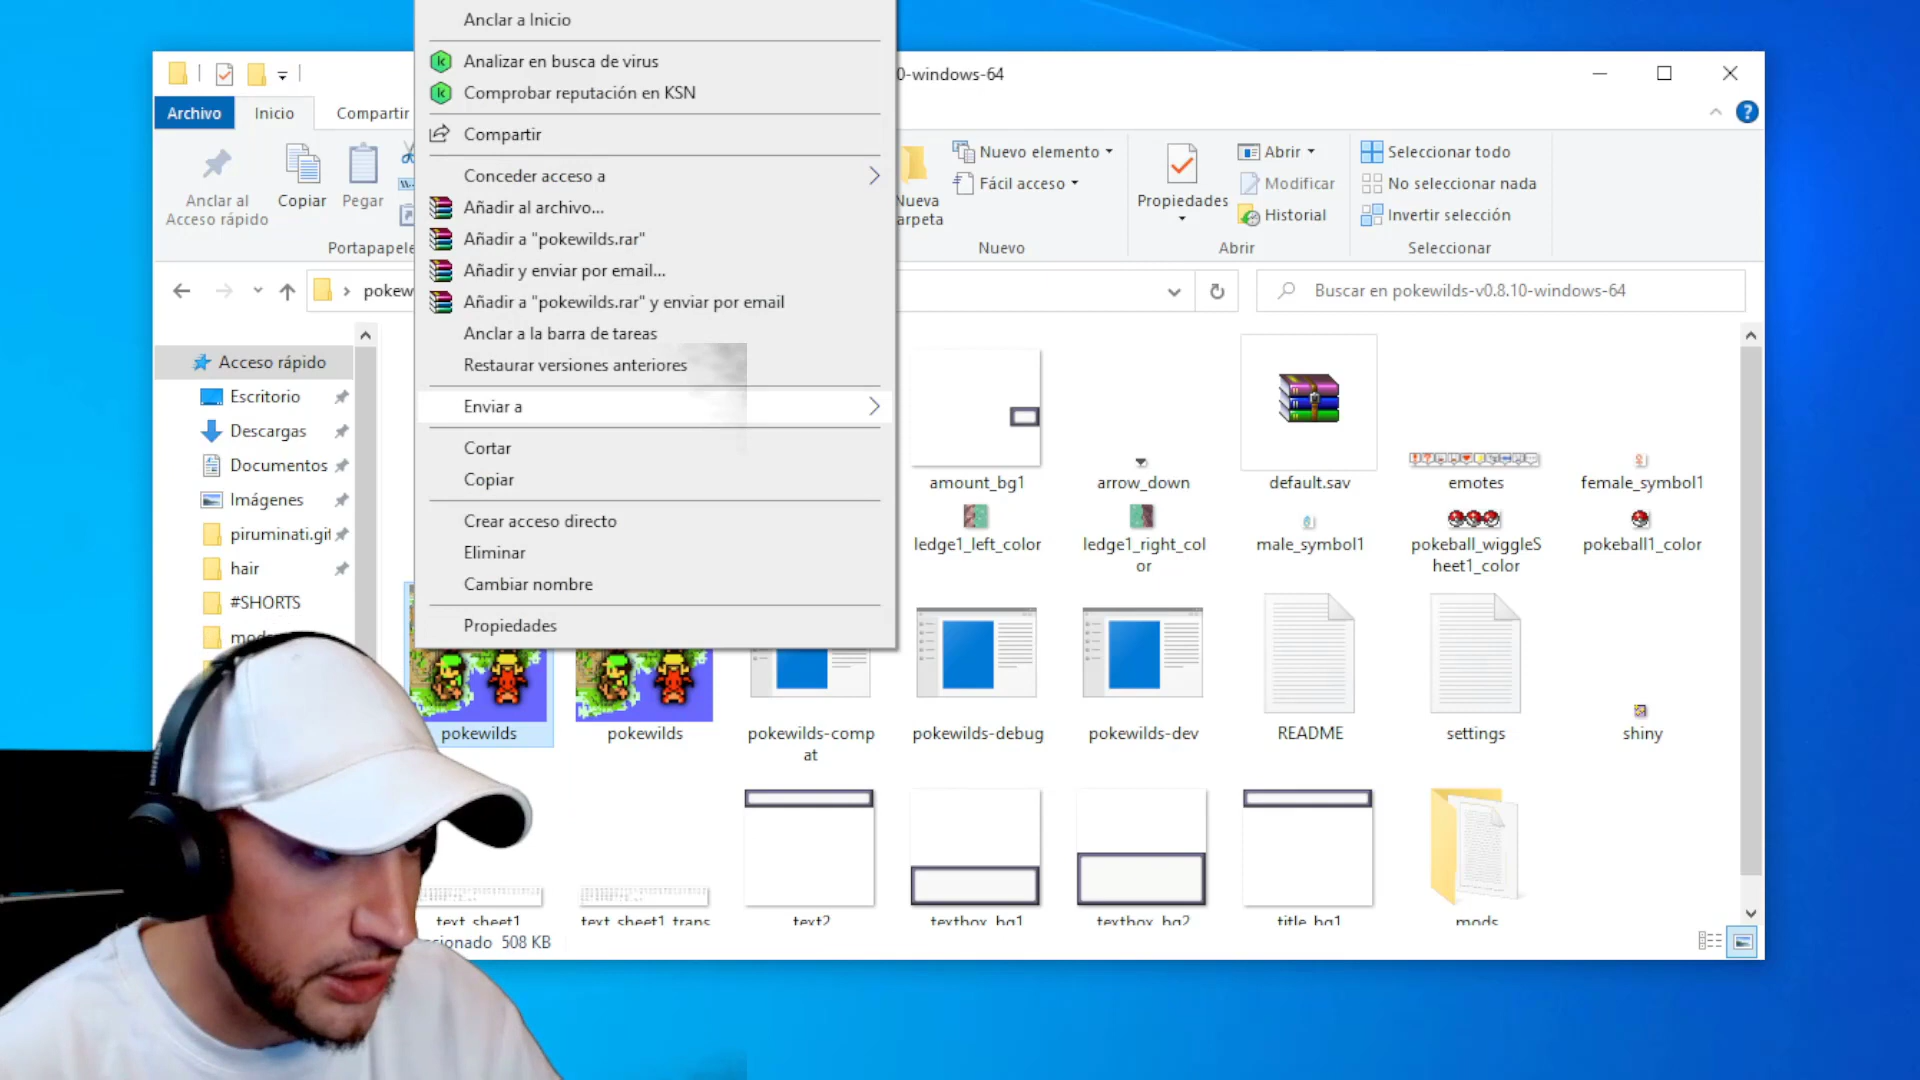 Anclar a Inicio
Analizar en busca de virus
Comprobar reputación en KSN
Compartir
Conceder acceso a
Añadir al archivo...
Añadir a "pokewilds.rar"
Añadir y enviar por email...
Añadir a "pokewilds.rar" y enviar por email
Anclar a la barra de tareas
Restaurar versiones anteriores
Enviar a
Cortar
Copiar
Crear acceso directo
Eliminar
Cambiar nombre
Propiedades
0-windows-64
Archivo
Inicio
Compartir
Anclar al
Acceso rápido
Copiar
Pegar
Portapapele
Nueva
arpeta
Nuevo elemento
Fácil acceso
Nuevo
Propiedades
Abrir
Modificar
Historial
Abrir
Seleccionar todo
No seleccionar nada
Invertir selección
Seleccionar
pokew
Buscar en pokewilds-v0.8.10-windows-64
Acceso rápido
Escritorio
Descargas
Documentos
Imágenes
piruminati.git
hair
#SHORTS
mods
amount_bg1
arrow_down
default.sav
emotes
female_symbol1
ledge1_left_color
ledge1_right_col
or
male_symbol1
pokeball_wiggleS
heet1_color
pokeball1_color
pokewilds
pokewilds
pokewilds-comp
at
pokewilds-debug
pokewilds-dev
README
settings
shiny
text_sheet1
text_sheet1_trans
text2
textbox_bg1
textbox_bg2
title_bg1
mods
cionado 508 KB